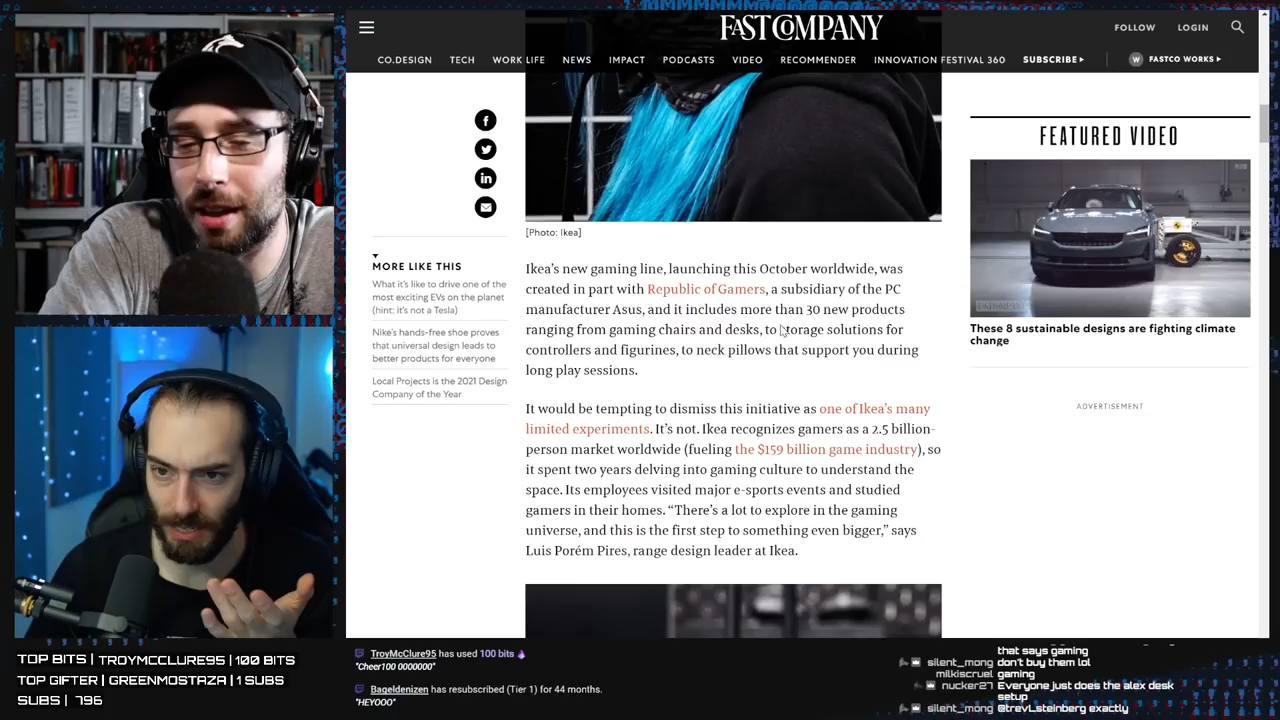 FAST COMPANY
FOLLOW
LOGIN
CO.DESIGN
TECH
WORK LIFE
NEWS
IMPACT
PODCASTS
VIDEO
RECOMMENDER
INNOVATION FESTIVAL 360
SUBSCRIBE
W
FASTCO WORKS
MORE LIKE THIS
What it's like to drive one of the
most exciting EVs on the planet
(hint: it's not a Tesla)
Nike's hands-free shoe proves
that universal design leads to
better products for everyone
Local Projects is the 2021 Design
Company of the Year
[Photo: Ikea]
Ikea's new gaming line, launching this October worldwide, was
created in part with Republic of Gamers, a subsidiary of the PC
manufacturer Asus, and it includes more than 30 new products
ranging from gaming chairs and desks, to storage solutions for
controllers and figurines, to neck pillows that support you during
long play sessions.
It would be tempting to dismiss this initiative as one of Ikea's many
limited experiments. It's not. Ikea recognizes gamers as a 2.5 billion-
person market worldwide (fueling the $159 billion game industry), so
it spent two years delving into gaming culture to understand the
space. Its employees visited major e-sports events and studied
gamers in their homes. “There's a lot to explore in the gaming
universe, and this is the first step to something even bigger,” says
Luis Porém Pires, range design leader at Ikea.
FEATURED VIDEO
These 8 sustainable designs are fighting climate
change
ADVERTISEMENT
TOP BITS | TROYMCCLURE95 | 100 BITS
TOP GIFTER | GREENMOSTAZA | 1 SUBS
SUBS | 796
TroyMcClure95 has used 100 bits
"Cheer100 0000000"
Bageldenizen has resubscribed (Tier 1) for 44 months.
"HEYOOO"
that says gaming
silent_mong don't buy them lol
milkiscruel gaming
nucker27 Everyone just does the alex desk
setup
silent_mong @trevl_steinberg exactly